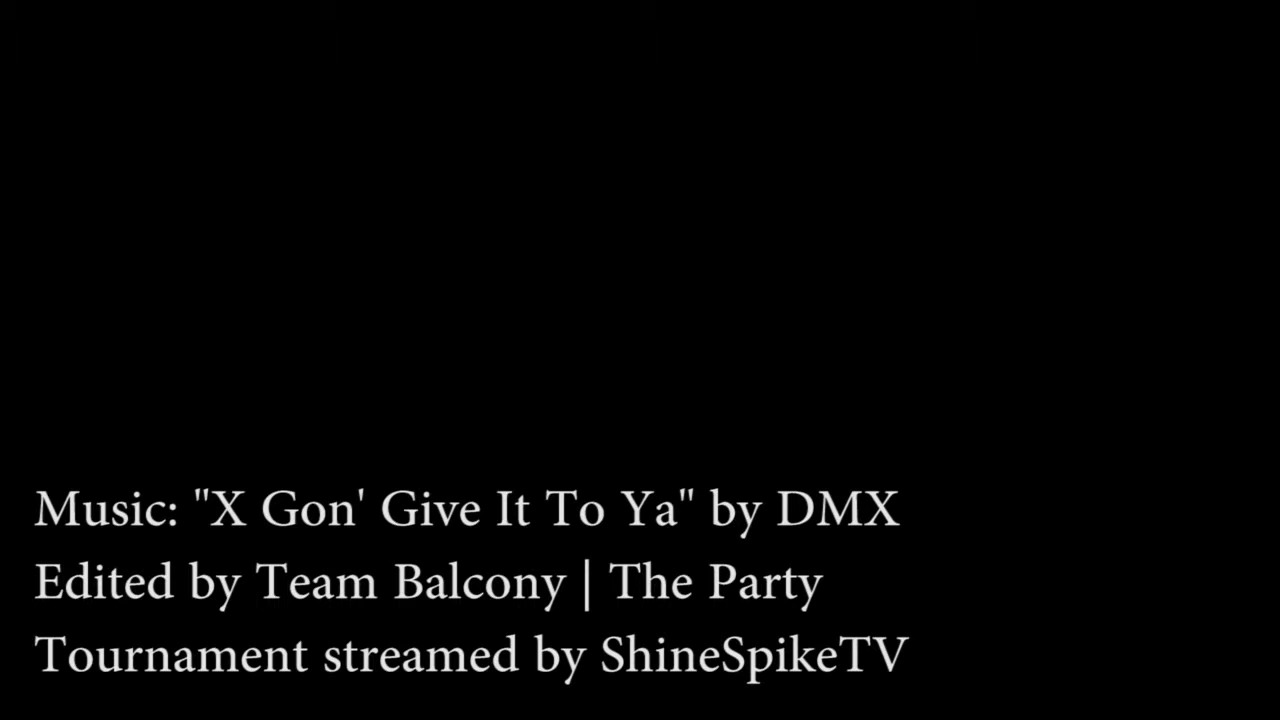 Music: "X Gon' Give It To Ya" by DMX
Edited by Team Balcony | The Party
Tournament streamed by ShineSpikeTV